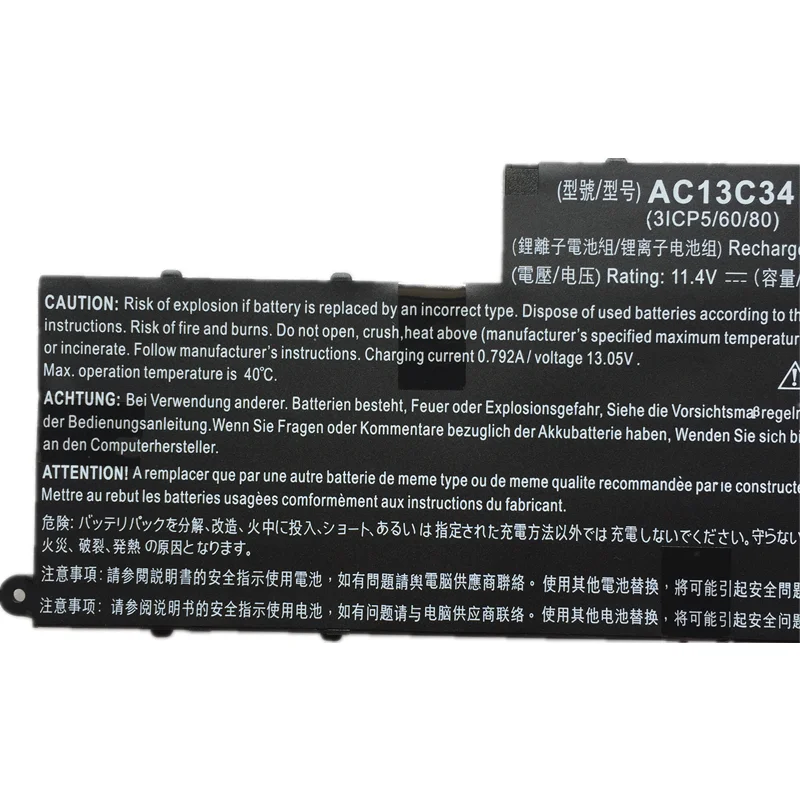 (型號/型号) AC13C34
(3ICP5/60/80)
(鋰離子電池組/锂离子电池组) Recharge
(電壓/电压) Rating: 11.4V ⎓ (容量/
CAUTION: Risk of explosion if battery is replaced by an incorrect type. Dispose of used batteries according to th
instructions. Risk of fire and burns. Do not open, crush,heat above (manufacturer's specified maximum temperatur
or incinerate. Follow manufacturer's instructions. Charging current 0.792A / voltage 13.05V .
Max. operation temperature is 40°C.
ACHTUNG: Bei Verwendung anderer. Batterien besteht, Feuer oder Explosionsgefahr, Siehe die Vorsichtsmaßregeln
der Bedienungsanleitung.Wenn Sie Fragen oder Kommentare bezuglich der Akkubatterie haben, Wenden Sie sich bi
an den Computerhersteller.
ATTENTION! A remplacer que par une autre batterie de meme type ou de meme qualite recommandèe par le constructe
Mettre au rebut les batteries usagées conformèment aux instructions du fabricant.
危険: バッテリパックを分解、改造、火中に投入、ショート、あるい は 指定された充電方法以外では 充電しないでください。守らない
火災、破裂、発熱 の原因となります。
注意事項：請参閱説明書的安全指示使用電池，如有問題請與電腦供應商聯絡。使用其他電池替換，將可能引起安全問題
注意事项：请参阅说明书的安全指示使用电池，如有问题请与电脑供应商联络。使用其他电池替换，将可能引起安全问题